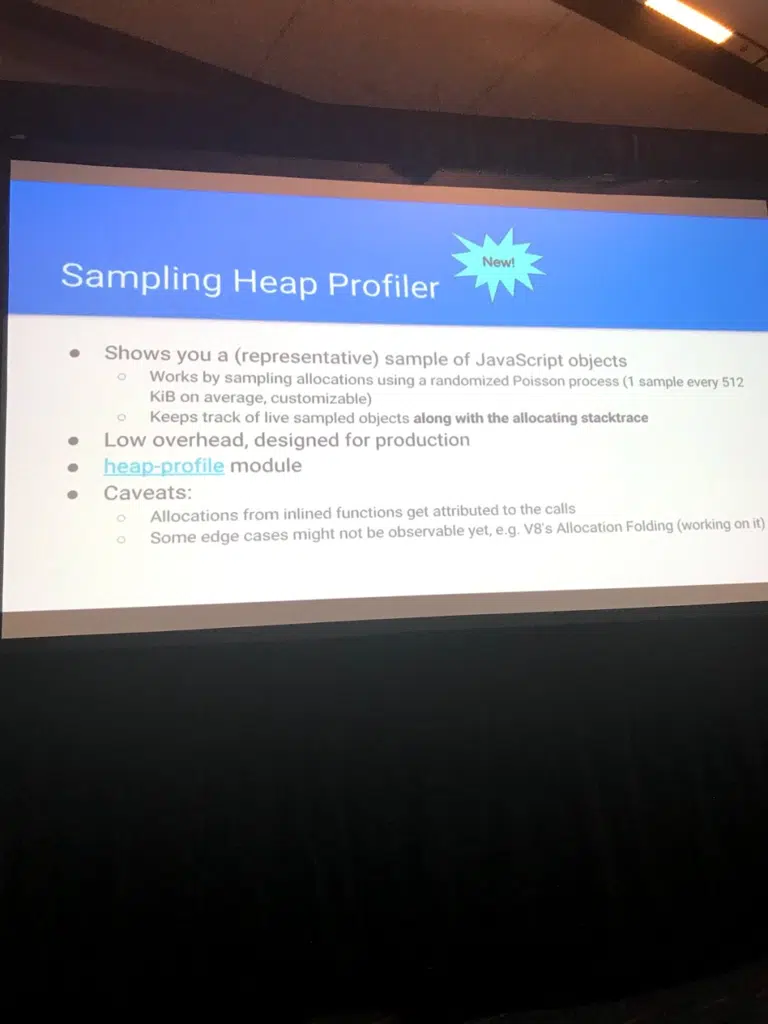 Sampling Heap Profiler
New!
● Shows you a (representative) sample of JavaScript objects
○ Works by sampling allocations using a randomized Poisson process (1 sample every 512
KiB on average, customizable)
○ Keeps track of live sampled objects along with the allocating stacktrace
● Low overhead, designed for production
● heap-profile module
● Caveats:
○ Allocations from inlined functions get attributed to the calls
○ Some edge cases might not be observable yet, e.g. V8's Allocation Folding (working on it)